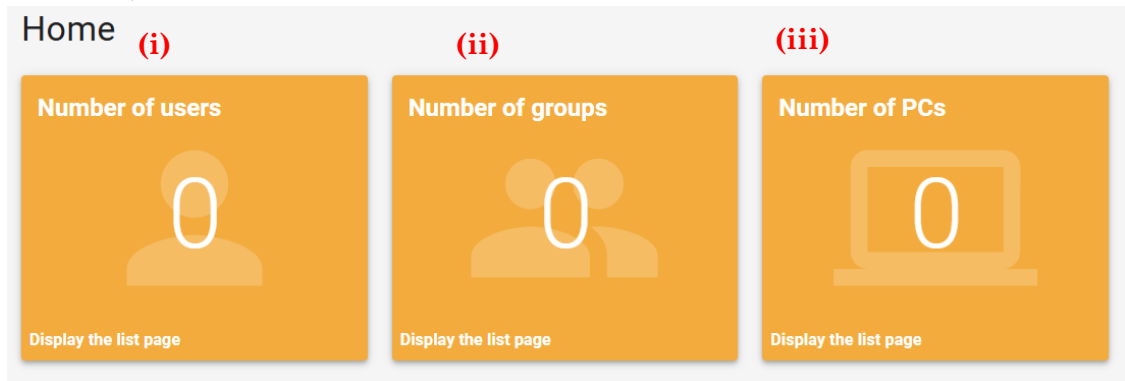 Home
(i)
(ii)
(iii)
Number of users
Number of groups
Number of PCs
0
0
0
Display the list page
Display the list page
Display the list page